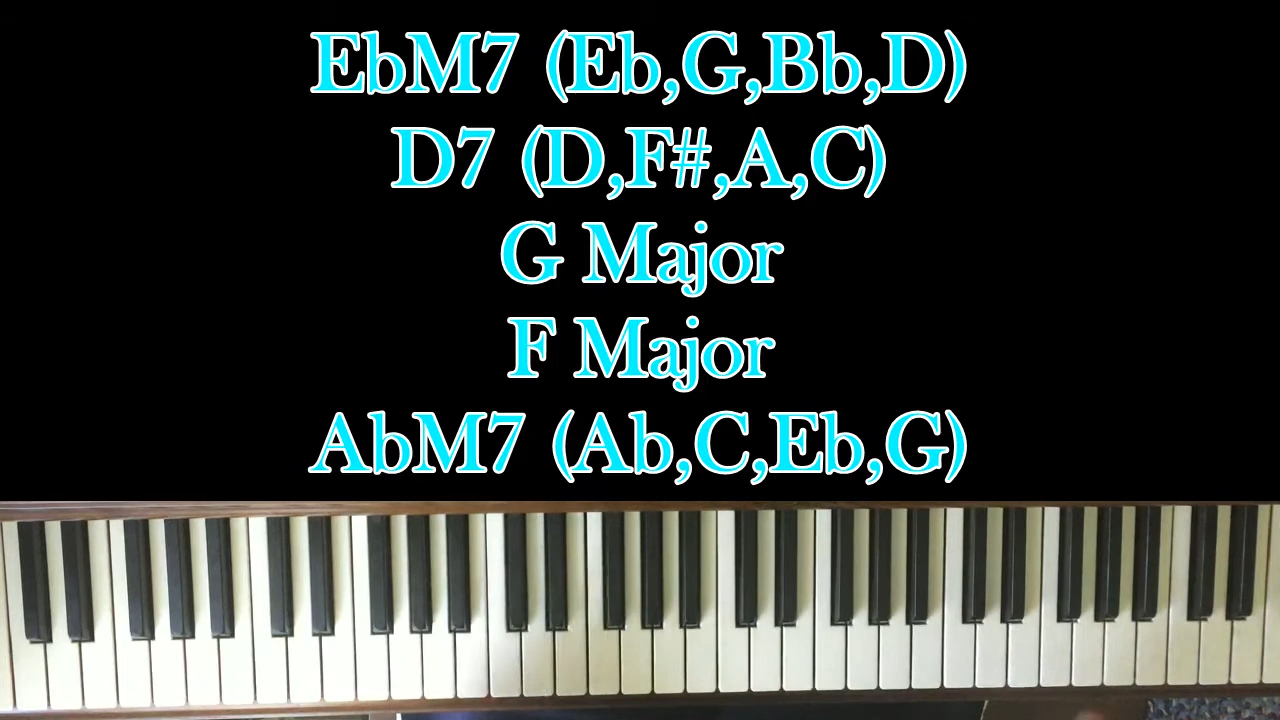 EbM7 (Eb,G,Bb,D)
D7 (D,F#,A,C)
G Major
F Major
AbM7 (Ab,C,Eb,G)